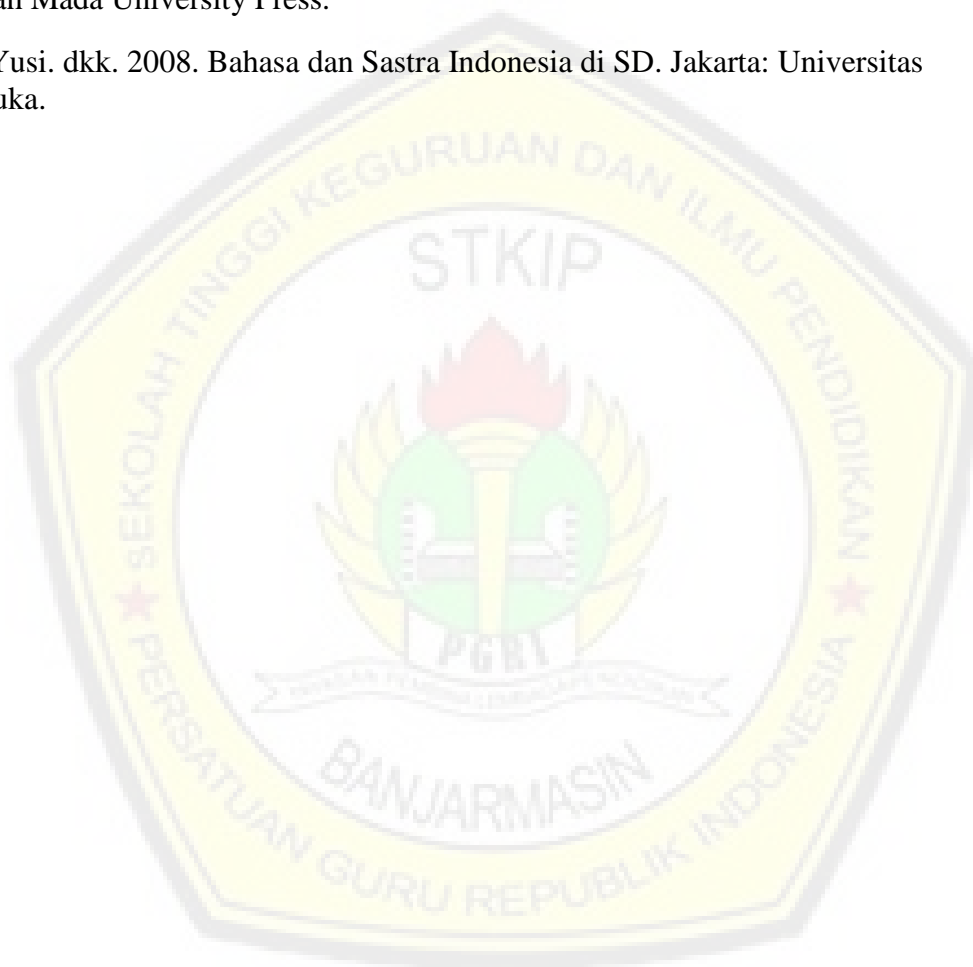 an Mada University Press.
Yusi. dkk. 2008. Bahasa dan Sastra Indonesia di SD. Jakarta: Universitas
uka.
SEKOLAH TINGGI KEGURUAN DAN ILMU PENDIDIKAN
STKIP
PGRI
BANJARMASIN
PERSATUAN GURU REPUBLIK INDONESIA